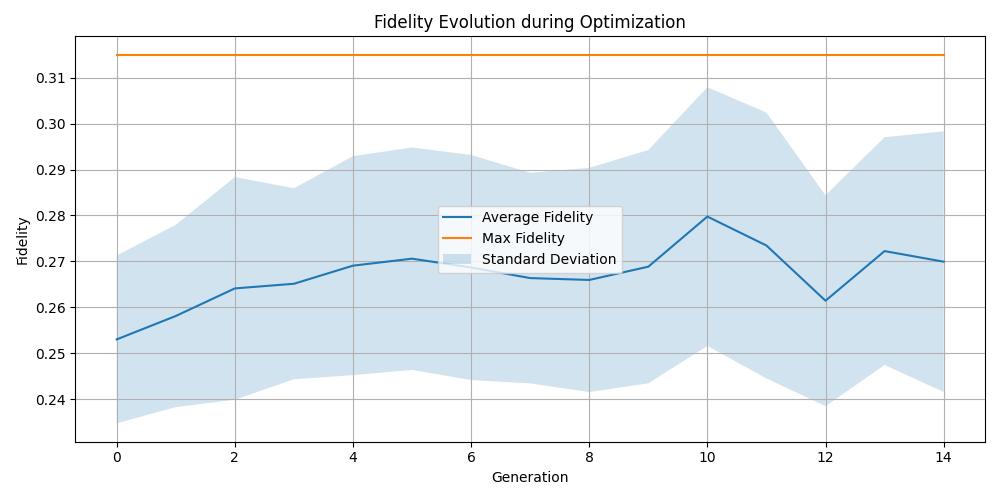 Fidelity Evolution during Optimization
Fidelity
0.31
0.30
0.29
0.28
0.27
0.26
0.25
0.24
Average Fidelity
Max Fidelity
Standard Deviation
0 2 4 6 8 10 12 14
Generation